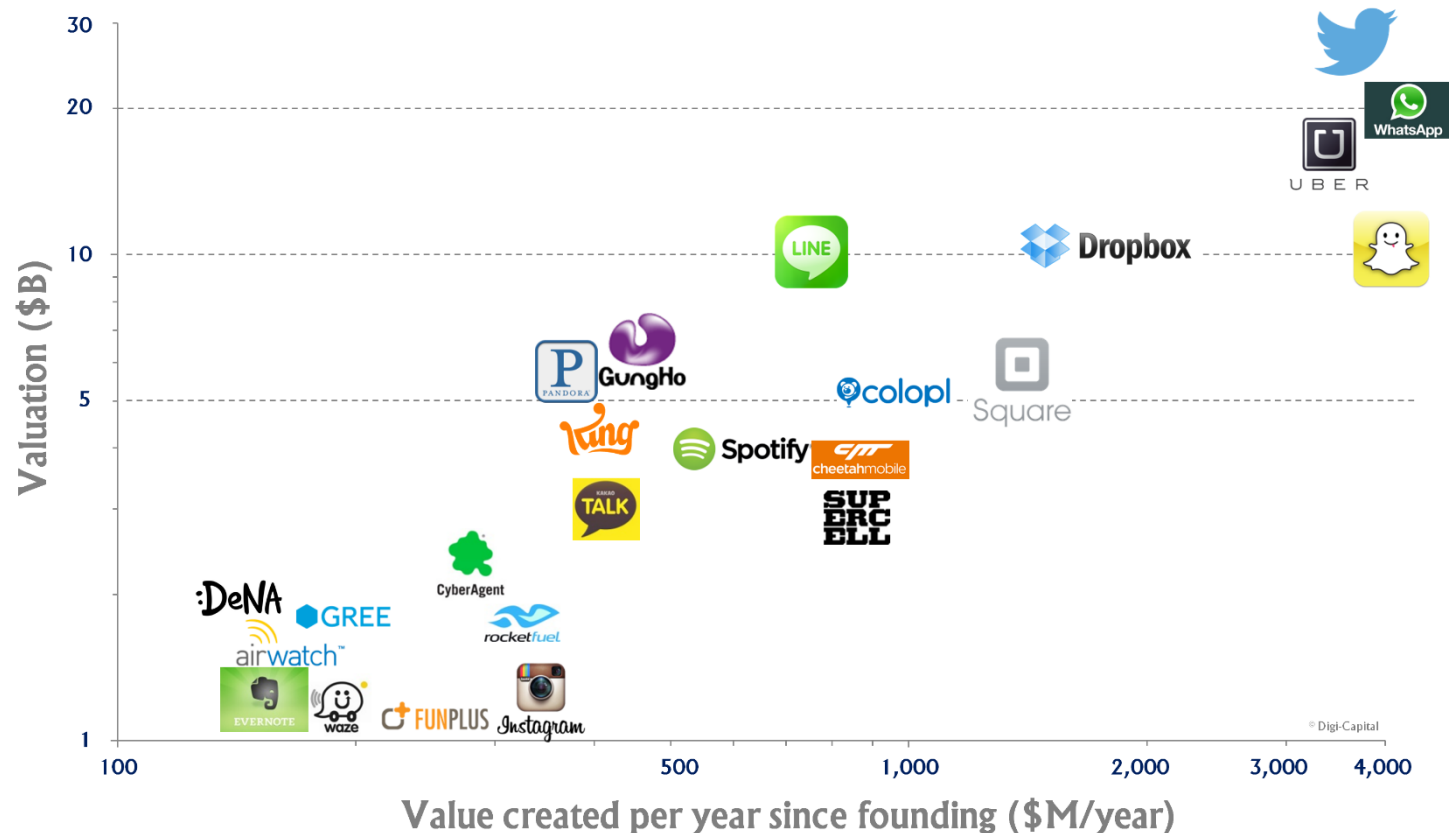 30
20
WhatsApp
UBER
LINE
Dropbox
10
Valuation ($B)
GungHo
P
PANDORA
colopl
Square
5
King
Spotify
cm
cheetahmobile
KAKAO
TALK
SUP
ERC
ELL
CyberAgent
:DeNA
GREE
rocketfuel
airwatch™
EVERNOTE
waze
FUNPLUS
Instagram
© Digi-Capital
1
100
500
1,000
2,000
3,000
4,000
Value created per year since founding ($M/year)